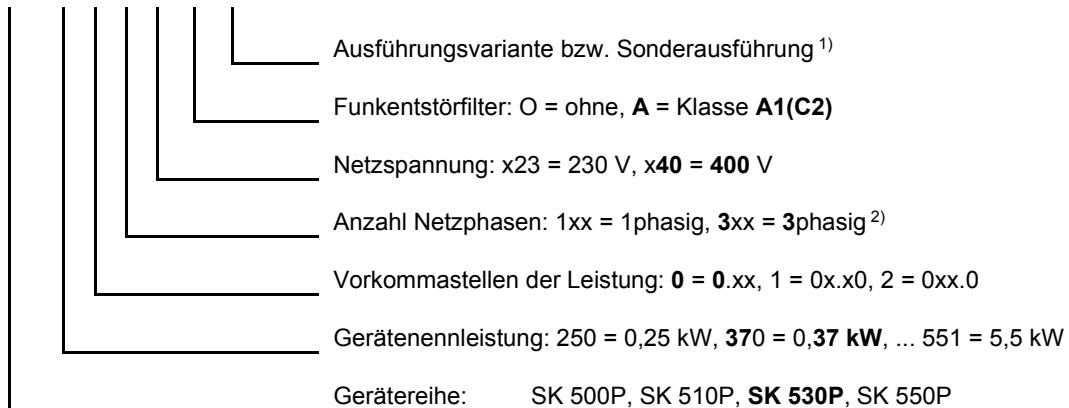 Ausführungsvariante bzw. Sonderausführung 1)
Funkentstörfilter: O = ohne, A = Klasse A1(C2)
Netzspannung: x23 = 230 V, x40 = 400 V
Anzahl Netzphasen: 1xx = 1phasig, 3xx = 3phasig 2)
Vorkommastellen der Leistung: 0 = 0.xx, 1 = 0x.x0, 2 = 0xx.0
Gerätenennleistung: 250 = 0,25 kW, 370 = 0,37 kW, ... 551 = 5,5 kW
Gerätereihe: SK 500P, SK 510P, SK 530P, SK 550P